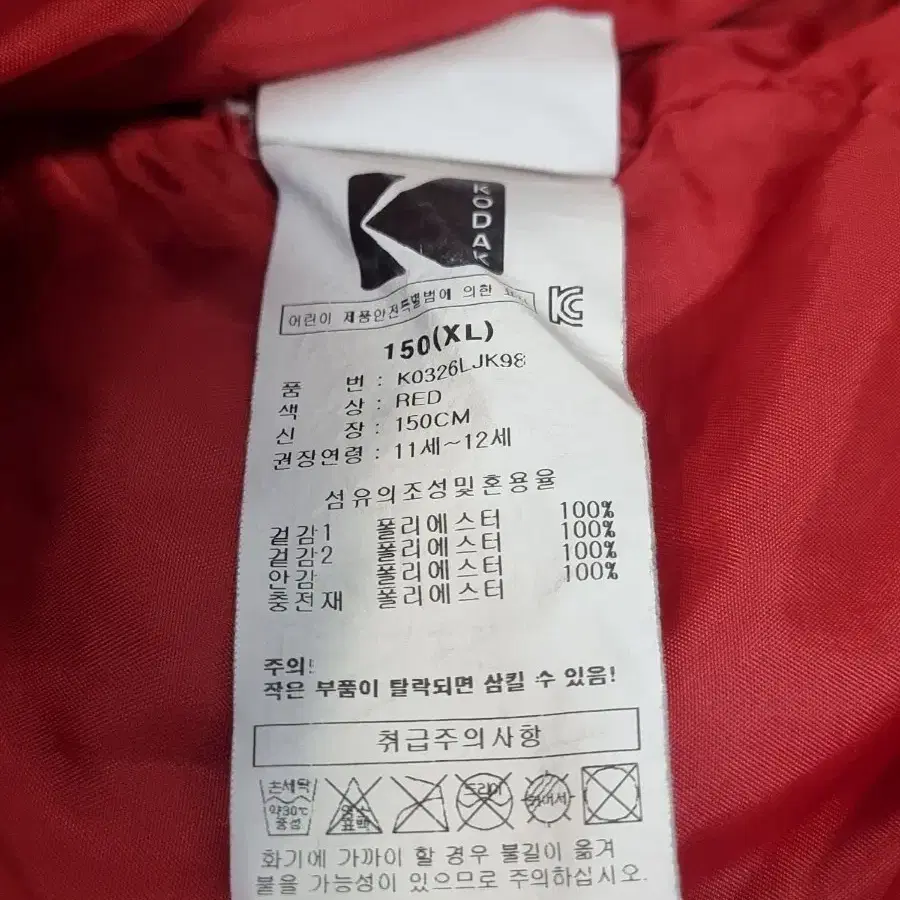 KODAK
어린이 제품안전특별법에 의한
KC
150(XL)
품 번 : K0326LJK98
색 상 : RED
신 장 : 150CM
권장연령 : 11세~12세
섬유의조성및혼용율
겉감1 폴리에스터 100%
겉감2 폴리에스터 100%
안감 폴리에스터 100%
충전재 폴리에스터 100%
주의!
작은 부품이 탈락되면 삼킬 수 있음!
취급주의사항
손세탁 약30℃ 중성
염소 표백
드라이
화기에 가까이 할 경우 불길이 옮겨
붙을 가능성이 있으므로 주의하십시오.